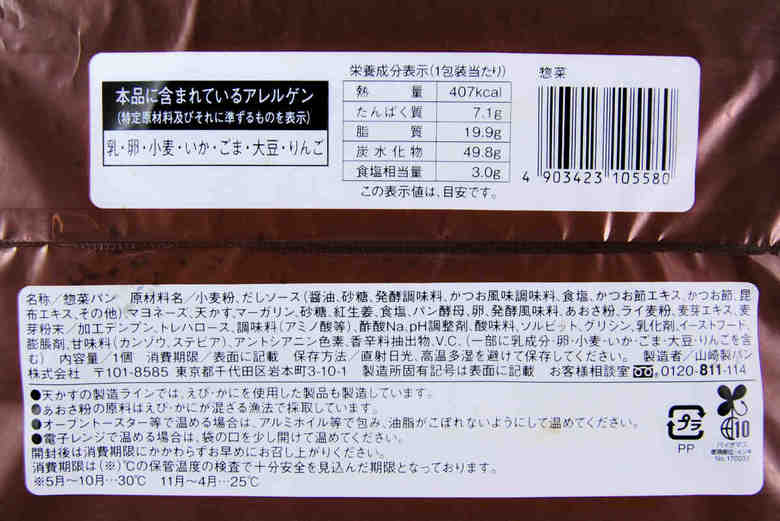 本品に含まれているアレルゲン
(特定原材料及びそれに準ずるものを表示)
乳・卵・小麦・いか・ごま・大豆・りんご
栄養成分表示(1包装当たり)
熱量 407kcal
たんぱく質 7.1g
脂質 19.9g
炭水化物 49.8g
食塩相当量 3.0g
この表示値は、目安です。
惣菜
4 903423 105580
名称/惣菜パン 原材料名/小麦粉、だしソース(醤油、砂糖、発酵調味料、かつお風味調味料、食塩、かつお節エキス、かつお節、昆
布エキス、その他)マヨネーズ、天かす、マーガリン、砂糖、紅生姜、食塩、パン酵母、卵、発酵風味料、あおさ粉、ライ麦粉、麦芽エキス、麦
芽粉末/加工デンプン、トレハロース、調味料(アミノ酸等)、酢酸Na、pH調整剤、酸味料、ソルビット、グリシン、乳化剤、イーストフード、
膨脹剤、甘味料(カンゾウ、ステビア)、アントシアニン色素、香辛料抽出物、V.C、(一部に乳成分・卵・小麦・いか・ごま・大豆・りんごを含
む) 内容量/1個 消費期限/表面に記載 保存方法/直射日光、高温多湿を避けて保存してください。 製造者/山崎製パン
株式会社 〒101-8585 東京都千代田区岩本町3-10-1 製造所固有記号は表面に記載 お客様相談室 0120-811-114
●天かすの製造ラインでは、えび・かにを使用した製品も製造しています。
●あおさ粉の原料はえび・かにが混ざる漁法で採取しています。
●オーブントースター等で温める場合は、アルミホイル等で包み、油脂がこぼれないようにして温めてください。
●電子レンジで温める場合は、袋の口を少し開けて温めてください。
開封後は消費期限にかかわらずお早めにお召し上がりください。
消費期限は(※)℃の保管温度の検査で十分安全を見込んだ期限となっております。
※5月〜10月…30℃ 11月〜4月…25℃
プラ
PP
10
バイオマス
No.170037